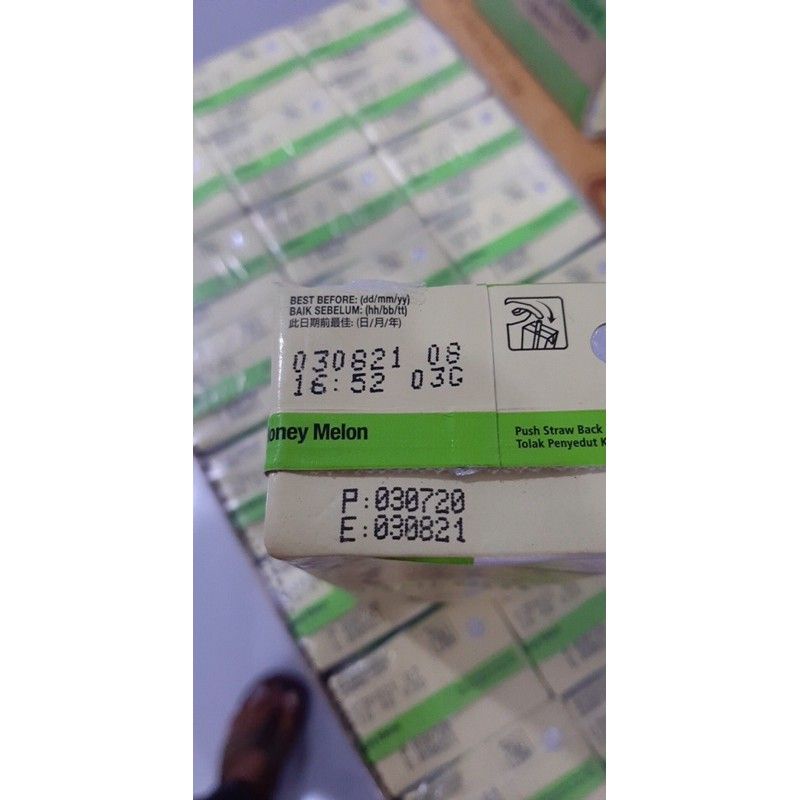 BEST BEFORE: (dd/mm/yy)
BAIK SEBELUM: (hh/bb/tt)
此日期前最佳: (日/月/年)
030821 08
16:52 03G
oney Melon
Push Straw Back
Tolak Penyedut K
P:030720
E:030821